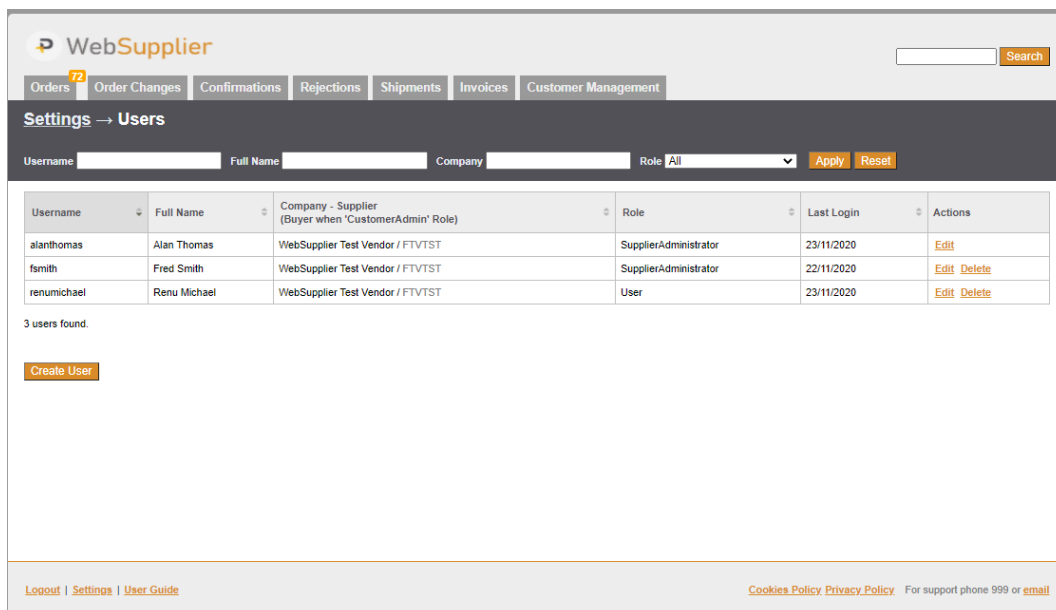 WebSupplier
Search
72
Orders Order Changes Confirmations Rejections Shipments Invoices Customer Management
Settings → Users
Username Full Name Company Role All Apply Reset
Username Full Name Company - Supplier (Buyer when 'CustomerAdmin' Role) Role Last Login Actions
alanthomas Alan Thomas WebSupplier Test Vendor / FTVTST SupplierAdministrator 23/11/2020 Edit
fsmith Fred Smith WebSupplier Test Vendor / FTVTST SupplierAdministrator 22/11/2020 Edit Delete
renumichael Renu Michael WebSupplier Test Vendor / FTVTST User 23/11/2020 Edit Delete
3 users found.
Create User
Logout | Settings | User Guide Cookies Policy Privacy Policy For support phone 999 or email